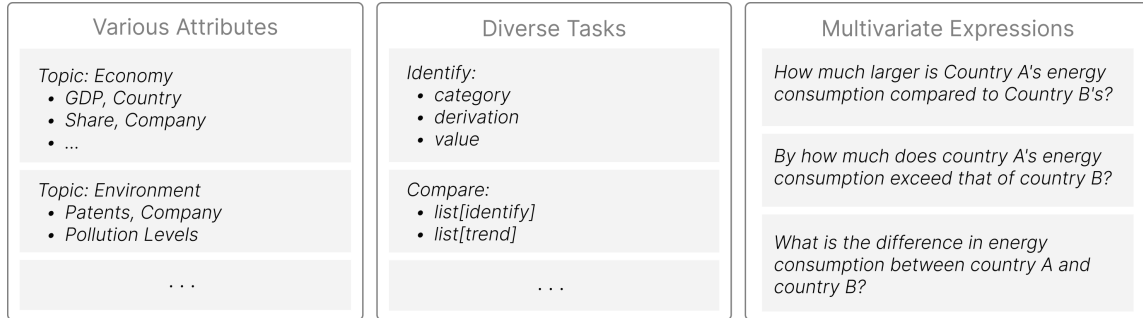 Various Attributes
Topic: Economy
• GDP, Country
• Share, Company
• ...
Topic: Environment
• Patents, Company
• Pollution Levels
. . .
Diverse Tasks
Identify:
• category
• derivation
• value
Compare:
• list[identify]
• list[trend]
. . .
Multivariate Expressions
How much larger is Country A's energy
consumption compared to Country B's?
By how much does country A's energy
consumption exceed that of country B?
What is the difference in energy
consumption between country A and
country B?